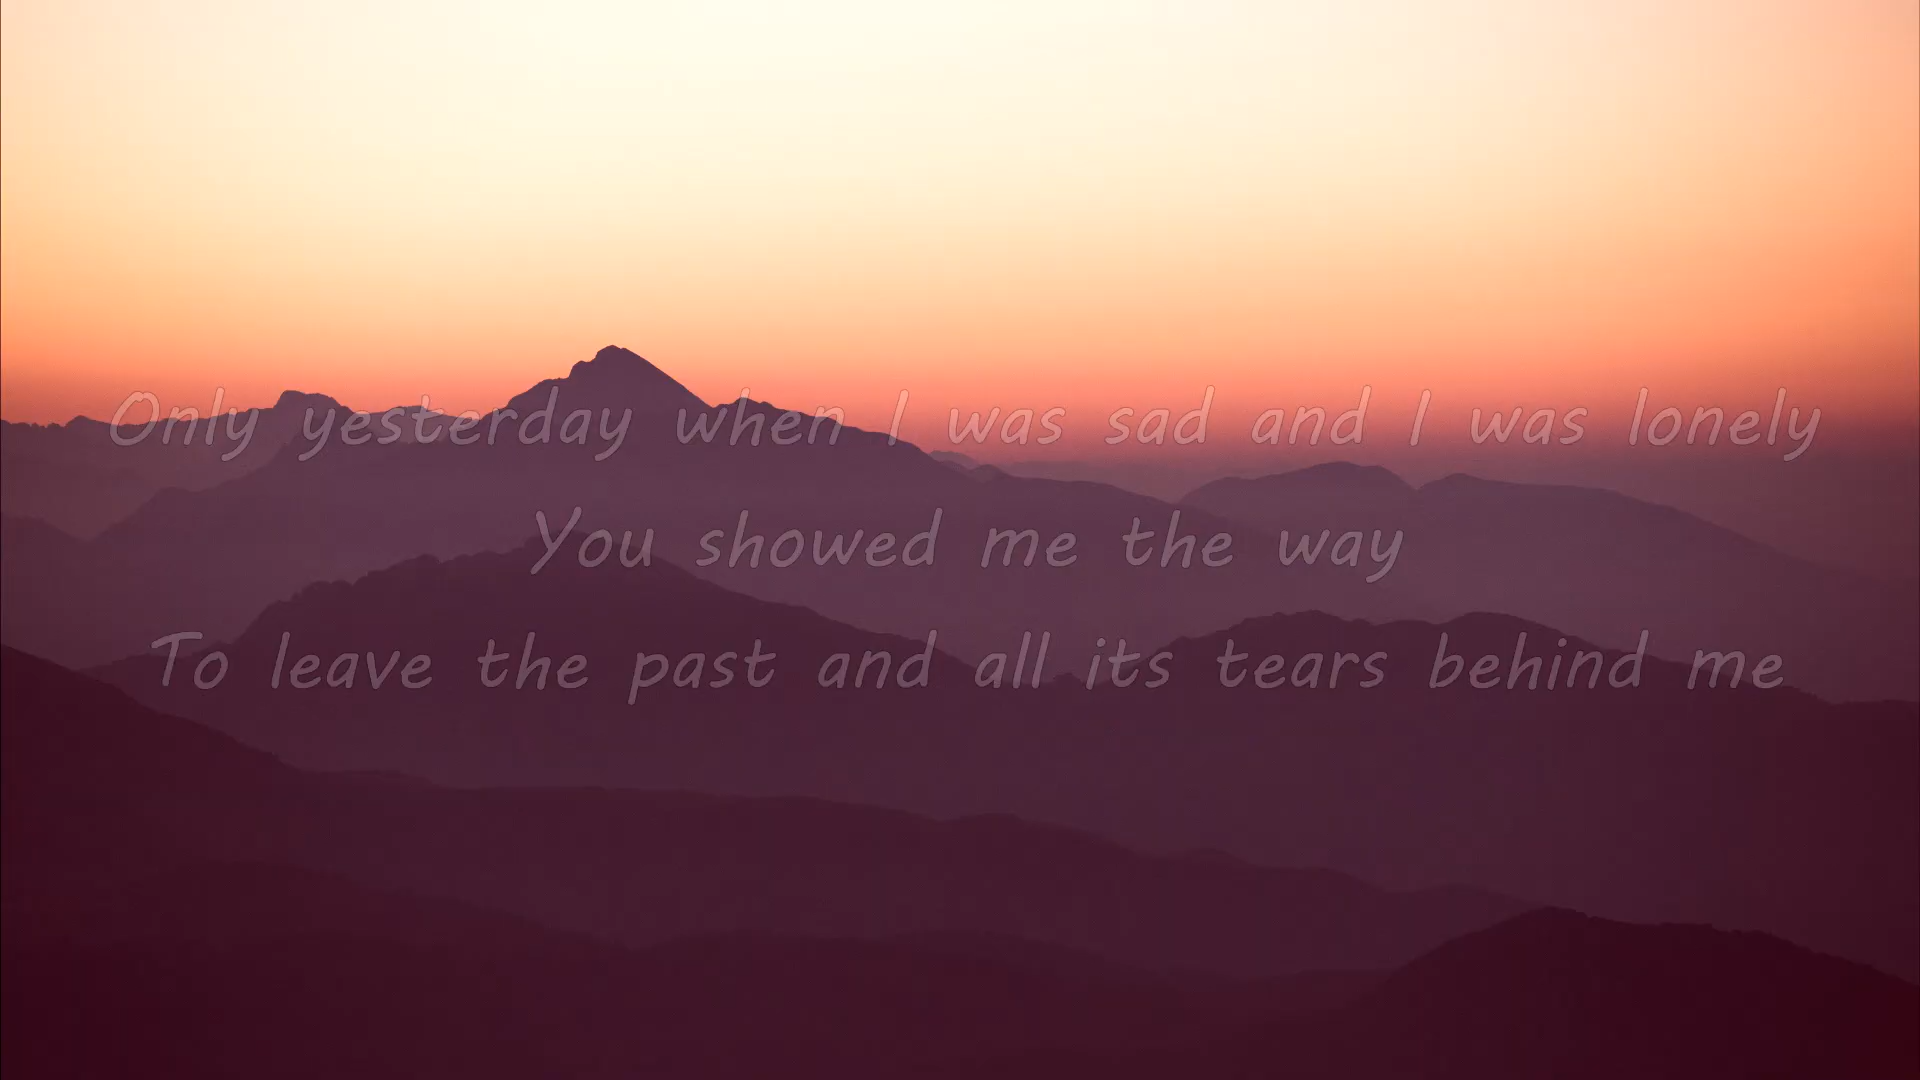 Only yesterday when I was sad and I was lonely
You showed me the way
To leave the past and all its tears behind me